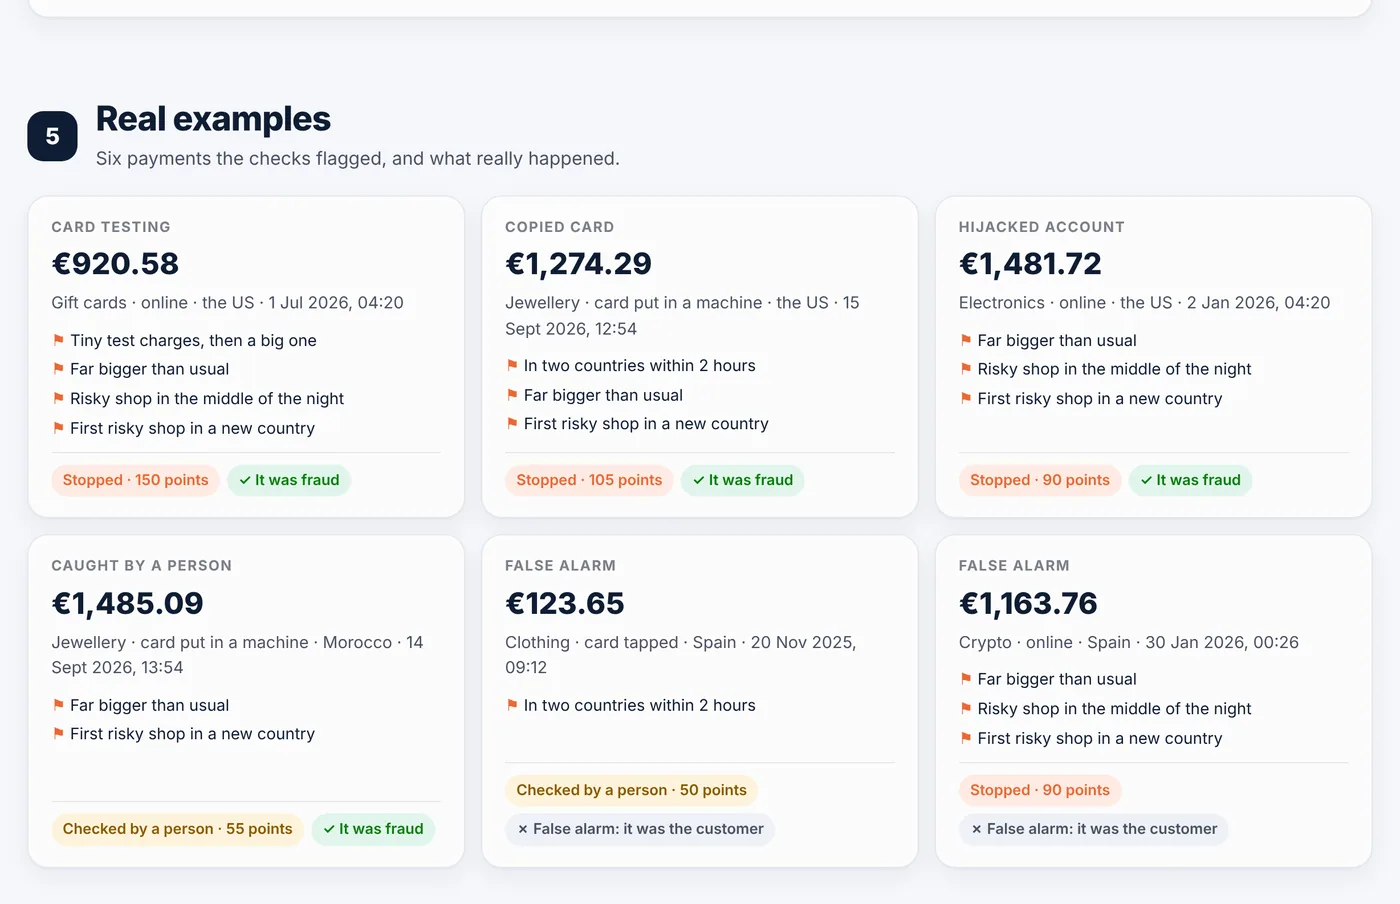 5
Real examples
Six payments the checks flagged, and what really happened.
CARD TESTING
€920.58
Gift cards · online · the US · 1 Jul 2026, 04:20
Tiny test charges, then a big one
Far bigger than usual
Risky shop in the middle of the night
First risky shop in a new country
Stopped · 150 points
✓ It was fraud
COPIED CARD
€1,274.29
Jewellery · card put in a machine · the US · 15
Sept 2026, 12:54
In two countries within 2 hours
Far bigger than usual
First risky shop in a new country
Stopped · 105 points
✓ It was fraud
HIJACKED ACCOUNT
€1,481.72
Electronics · online · the US · 2 Jan 2026, 04:20
Far bigger than usual
Risky shop in the middle of the night
First risky shop in a new country
Stopped · 90 points
✓ It was fraud
CAUGHT BY A PERSON
€1,485.09
Jewellery · card put in a machine · Morocco · 14
Sept 2026, 13:54
Far bigger than usual
First risky shop in a new country
Checked by a person · 55 points
✓ It was fraud
FALSE ALARM
€123.65
Clothing · card tapped · Spain · 20 Nov 2025,
09:12
In two countries within 2 hours
Checked by a person · 50 points
× False alarm: it was the customer
FALSE ALARM
€1,163.76
Crypto · online · Spain · 30 Jan 2026, 00:26
Far bigger than usual
Risky shop in the middle of the night
First risky shop in a new country
Stopped · 90 points
× False alarm: it was the customer